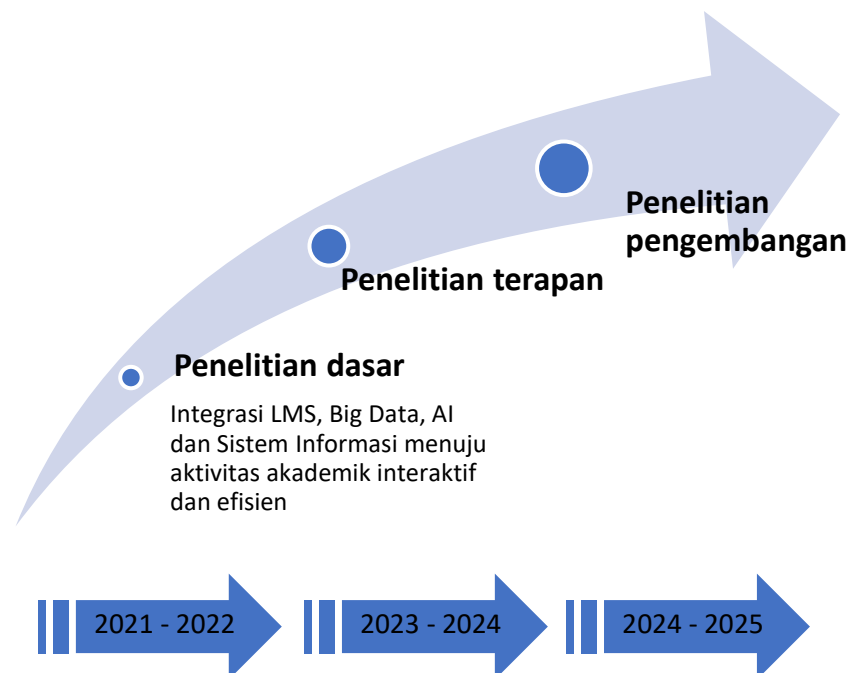 Penelitian
pengembangan
Penelitian terapan
Penelitian dasar
Integrasi LMS, Big Data, AI
dan Sistem Informasi menuju
aktivitas akademik interaktif
dan efisien
2021 - 2022
2023 - 2024
2024 - 2025